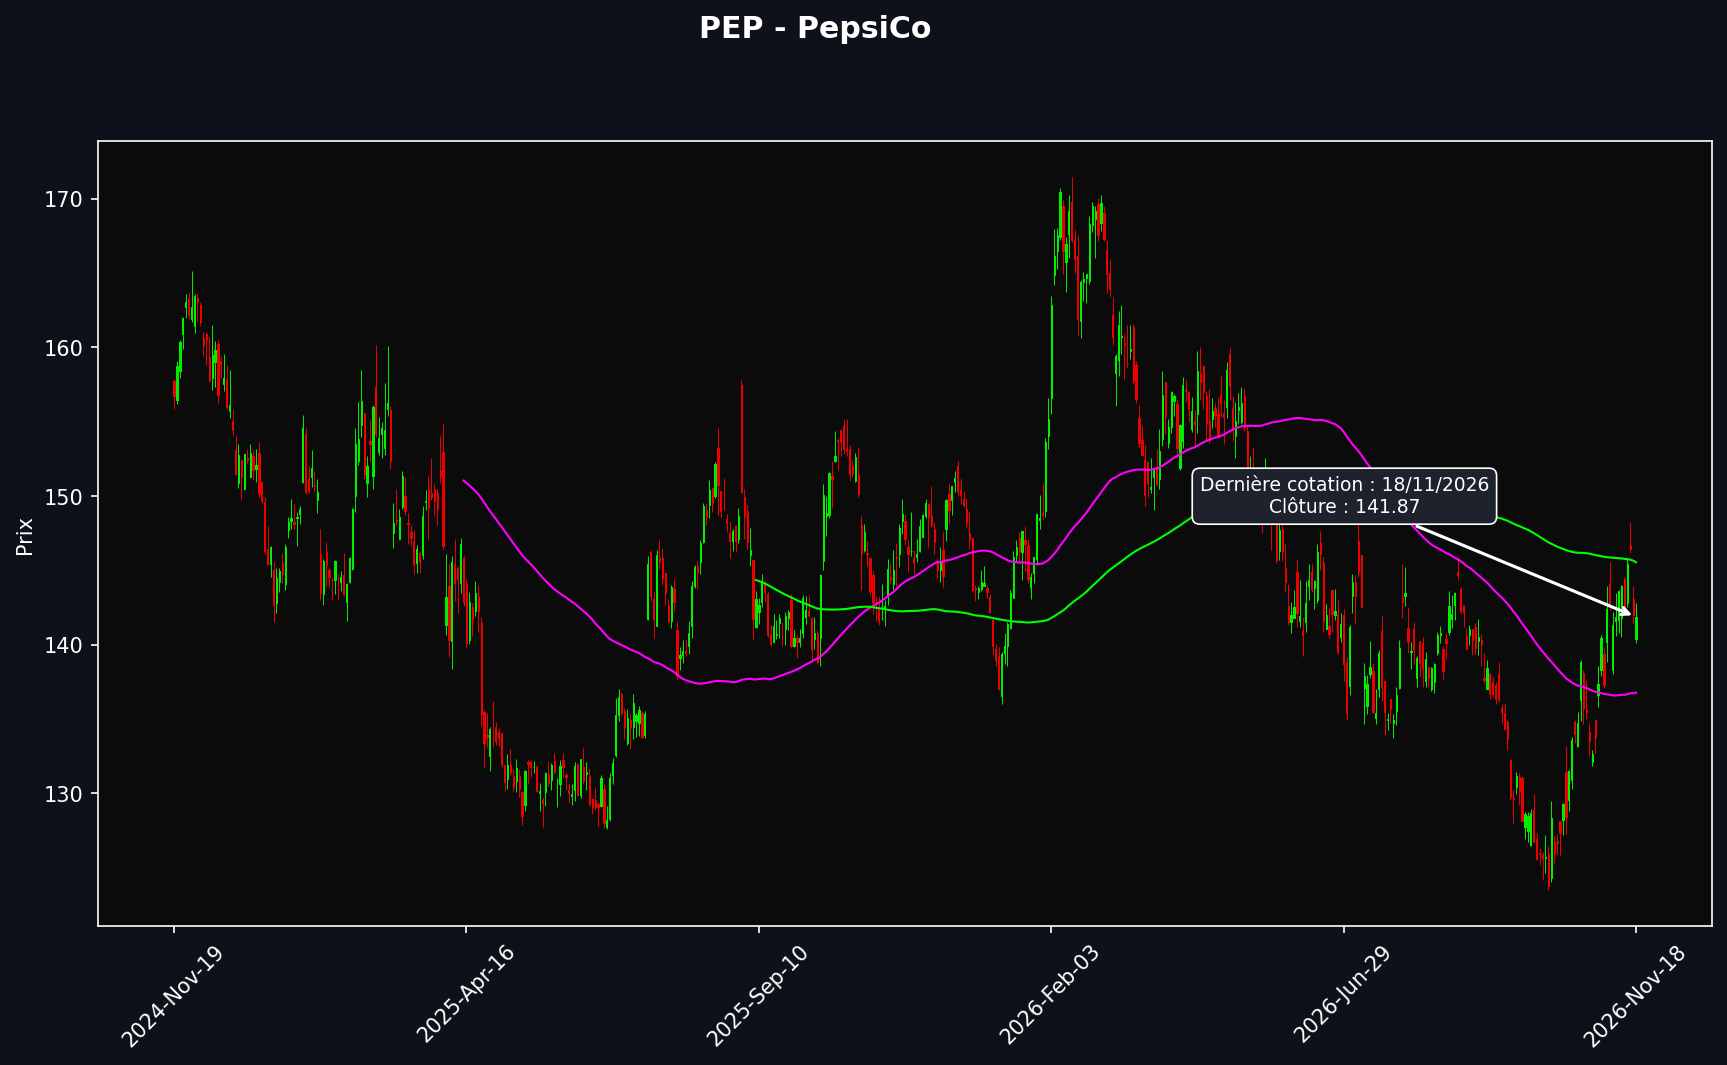 PEP - PepsiCo
170
160
150
140
130
Prix
Dernière cotation : 18/11/2026
Clôture : 141.87
2024-Nov-19
2025-Apr-16
2025-Sep-10
2026-Feb-03
2026-Jun-29
2026-Nov-18